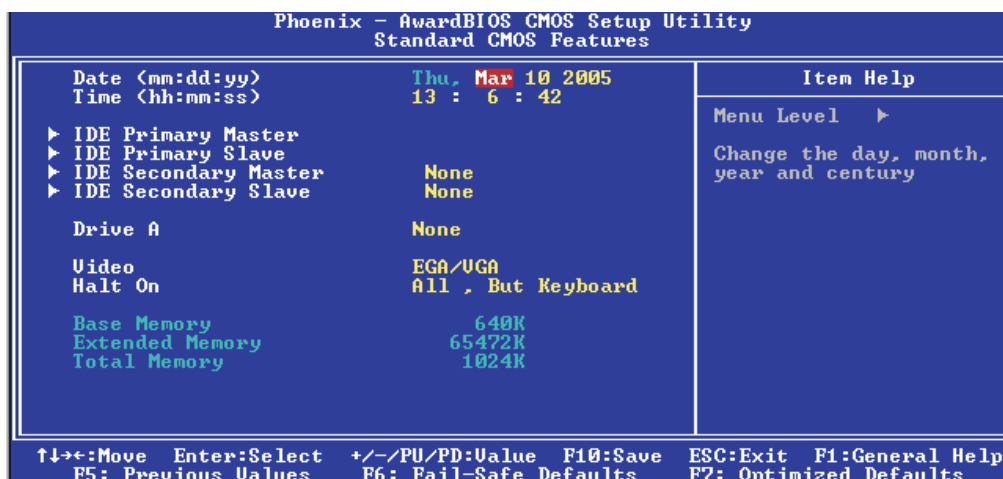 Phoenix - AwardBIOS CMOS Setup Utility
Standard CMOS Features
Date (mm:dd:yy) Thu, Mar 10 2005
Time (hh:mm:ss) 13 : 6 : 42
▶ IDE Primary Master
▶ IDE Primary Slave
▶ IDE Secondary Master None
▶ IDE Secondary Slave None
Drive A None
Video EGA/VGA
Halt On All , But Keyboard
Base Memory 640K
Extended Memory 65472K
Total Memory 1024K
Item Help
Menu Level ▶
Change the day, month,
year and century
↑↓→←:Move Enter:Select +/-/PU/PD:Value F10:Save ESC:Exit F1:General Help
F5: Previous Values F6: Fail-Safe Defaults F7: Optimized Defaults